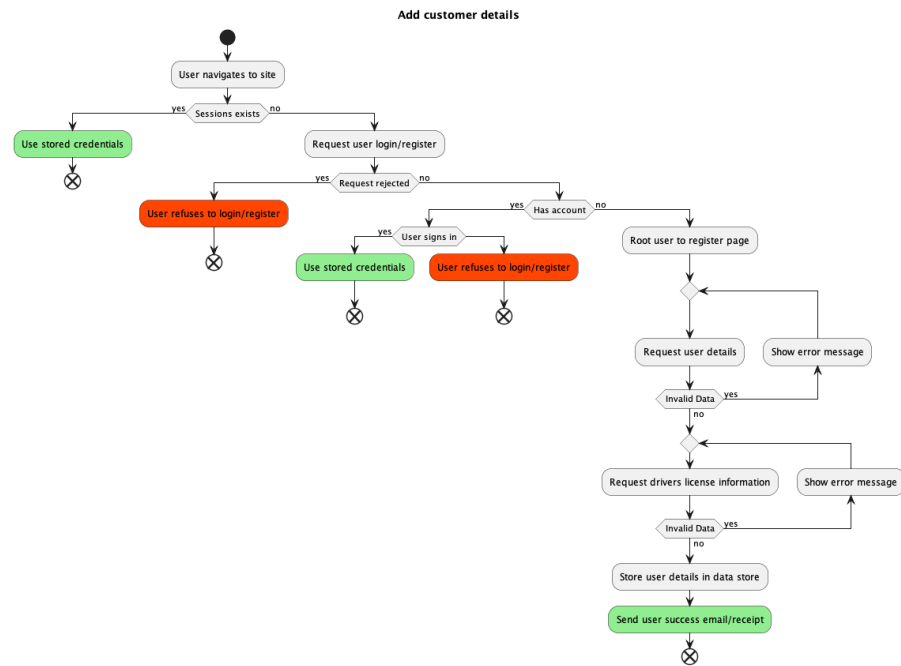 Add customer details
User navigates to site
yes
Sessions exists
no
Use stored credentials
Request user login/register
yes
Request rejected
no
User refuses to login/register
yes
Has account
no
yes
User signs in
Root user to register page
Use stored credentials
User refuses to login/register
Request user details
Show error message
Invalid Data
yes
no
Request drivers license information
Show error message
Invalid Data
yes
no
Store user details in data store
Send user success email/receipt